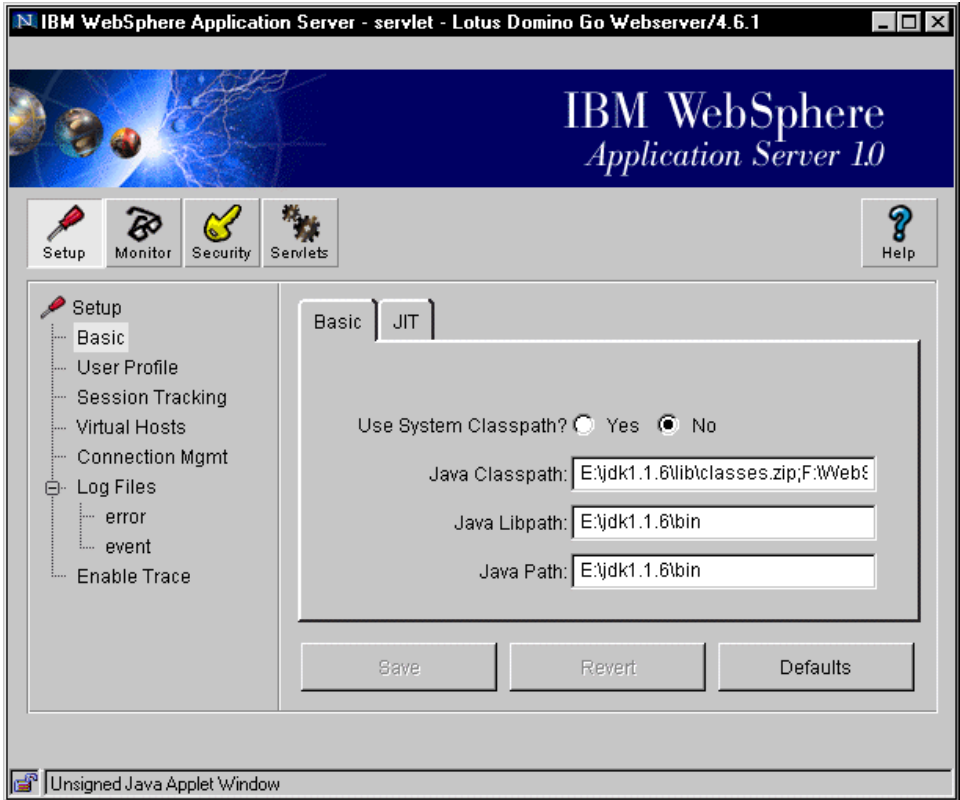 IBM WebSphere Application Server - servlet - Lotus Domino Go Webserver/4.6.1
IBM WebSphere
Application Server 1.0
Setup Monitor Security Servlets Help
Setup
Basic
User Profile
Session Tracking
Virtual Hosts
Connection Mgmt
Log Files
error
event
Enable Trace
Basic JIT
Use System Classpath? Yes No
Java Classpath: E:\jdk1.1.6\lib\classes.zip;F:\WebS
Java Libpath: E:\jdk1.1.6\bin
Java Path: E:\jdk1.1.6\bin
Save Revert Defaults
Unsigned Java Applet Window